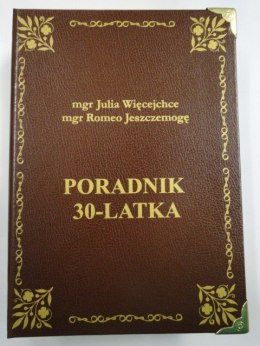 mgr Julia Więcejchce
mgr Romeo Jeszczemogę
PORADNIK
30-LATKA